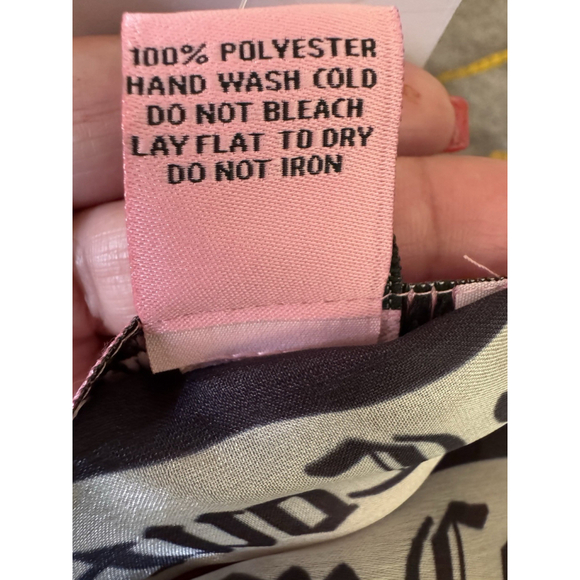 100% POLYESTER
HAND WASH COLD
DO NOT BLEACH
LAY FLAT TO DRY
DO NOT IRON